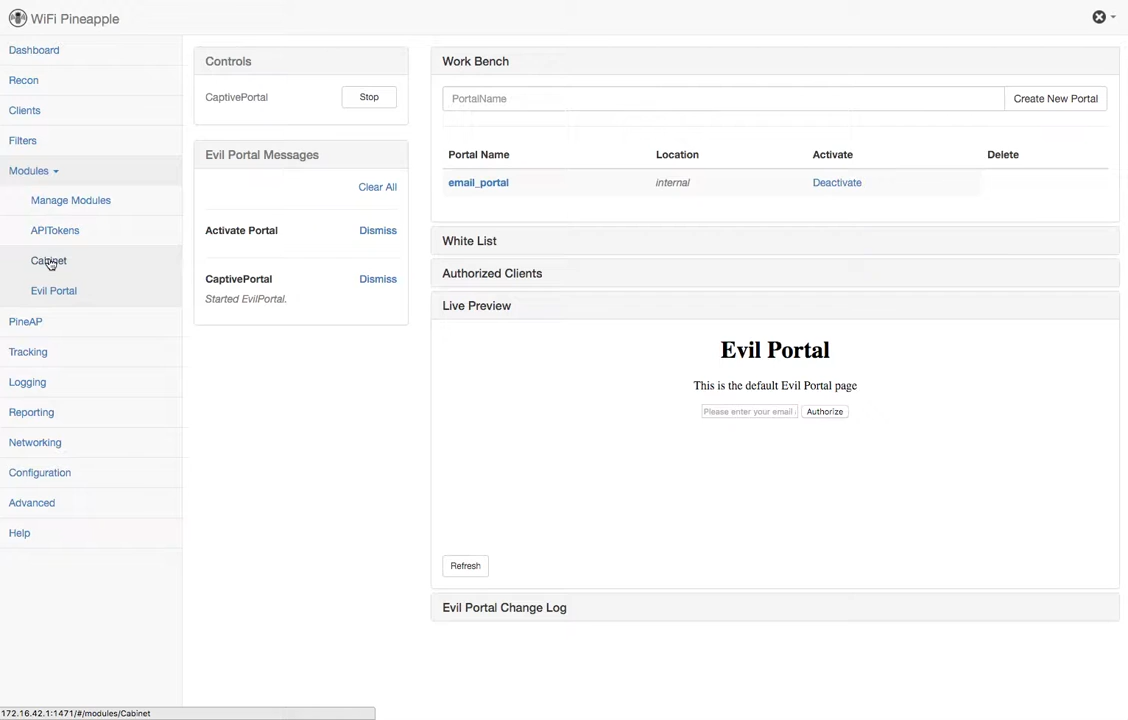 WiFi Pineapple
Dashboard
Recon
Clients
Filters
Modules
Manage Modules
APITokens
Cabinet
Evil Portal
PineAP
Tracking
Logging
Reporting
Networking
Configuration
Advanced
Help
Controls
CaptivePortal
Stop
Evil Portal Messages
Clear All
Activate Portal
Dismiss
CaptivePortal
Dismiss
Started EvilPortal.
Work Bench
PortalName
Create New Portal
Portal Name Location Activate Delete
email_portal internal Deactivate
White List
Authorized Clients
Live Preview
Evil Portal
This is the default Evil Portal page
Please enter your email Authorize
Refresh
Evil Portal Change Log
172.16.42.1:1471/#/modules/Cabinet